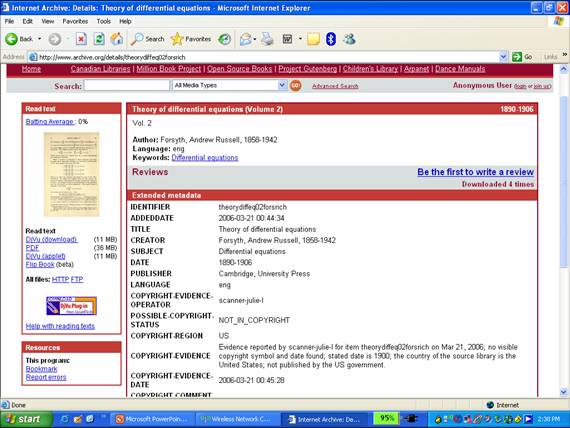 Internet Archive: Details: Theory of differential equations - Microsoft Internet Explorer
File Edit View Favorites Tools Help
Back Search Favorites
Address http://www.archive.org/details/theorydiffeq02forsrich Go Links
Home Canadian Libraries | Million Book Project | Open Source Books | Project Gutenberg | Children's Library | Arpanet | Dance Manuals
Search: All Media Types GO! Advanced Search Anonymous User (login or join us)
Read text
Batting Average: 0%
Read text
DjVu (download) (11 MB)
PDF (36 MB)
DjVu (applet) (11 MB)
Flip Book (beta)
All files: HTTP FTP
DjVu Plug-in
Help with reading texts
Resources
This program:
Bookmark
Report errors
Theory of differential equations (Volume 2) 1890-1906
Vol. 2
Author: Forsyth, Andrew Russell, 1858-1942
Language: eng
Keywords: Differential equations
Reviews Be the first to write a review
Downloaded 4 times
Extended metadata
IDENTIFIER theorydiffeq02forsrich
ADDEDDATE 2006-03-21 00:44:34
TITLE Theory of differential equations
CREATOR Forsyth, Andrew Russell, 1858-1942
SUBJECT Differential equations
DATE 1890-1906
PUBLISHER Cambridge, University Press
LANGUAGE eng
COPYRIGHT-EVIDENCE-OPERATOR scanner-julie-l
POSSIBLE-COPYRIGHT-STATUS NOT_IN_COPYRIGHT
COPYRIGHT-REGION US
COPYRIGHT-EVIDENCE Evidence reported by scanner-julie-l for item theorydiffeq02forsrich on Mar 21, 2006; no visible
copyright symbol and date found; stated date is 1900; the country of the source library is the
United States; not published by the US government.
COPYRIGHT-EVIDENCE-DATE 2006-03-21 00:45:28
COPYRIGHT-COMMENT
Done Internet
start Microsoft PowerPoin... Wireless Network C... Internet Archive: De... 95% 2:38 PM